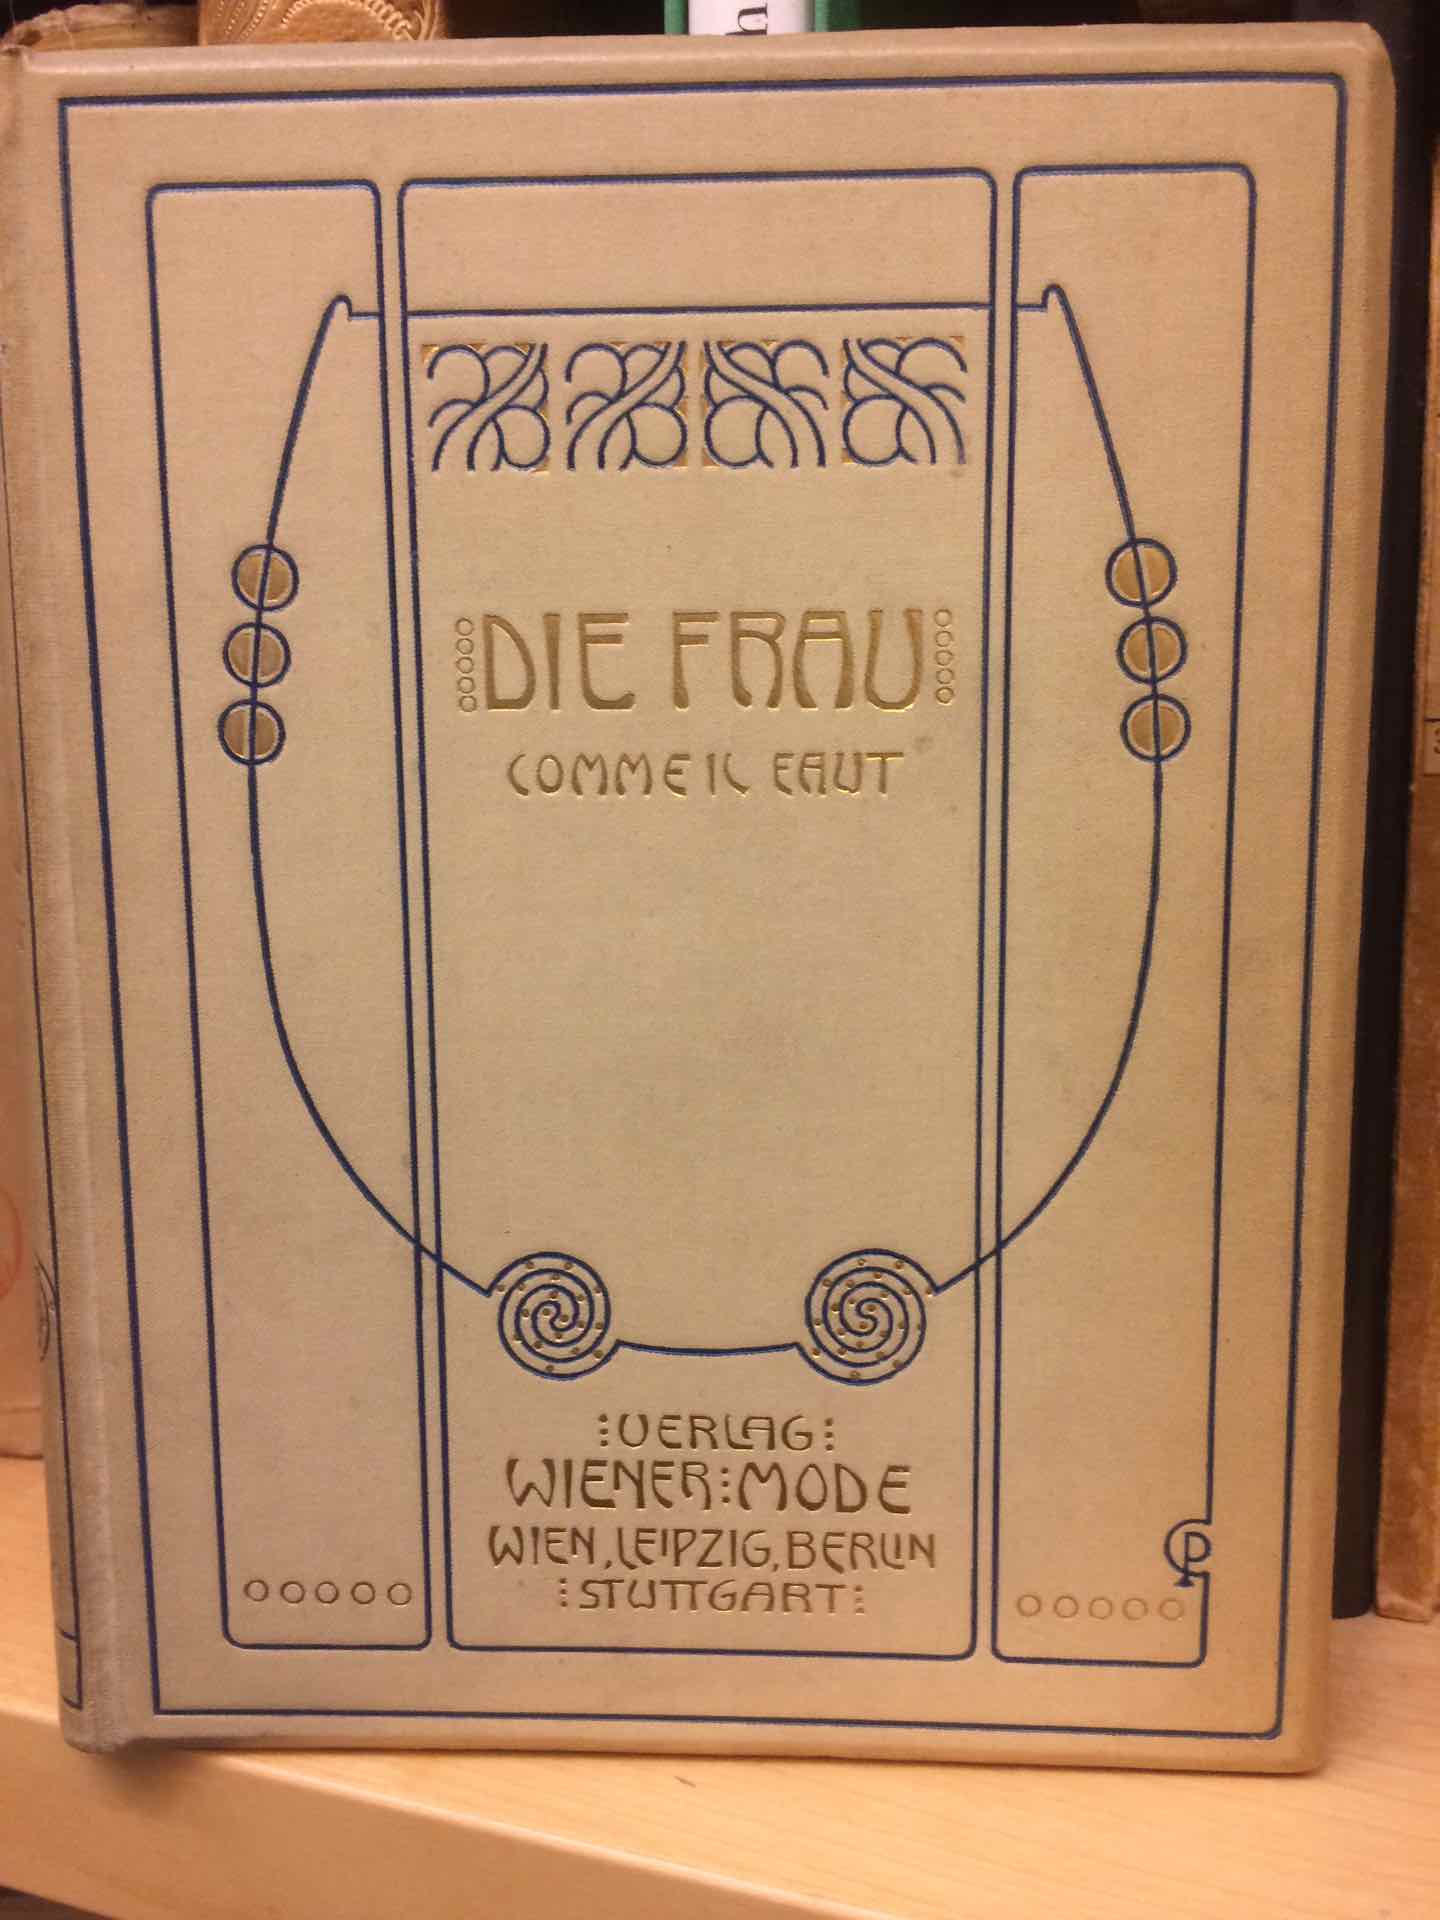 h
DIE FRAU
COMME IL FAUT
VERLAG
WIENER MODE
WIEN, LEIPZIG, BERLIN
STUTTGART